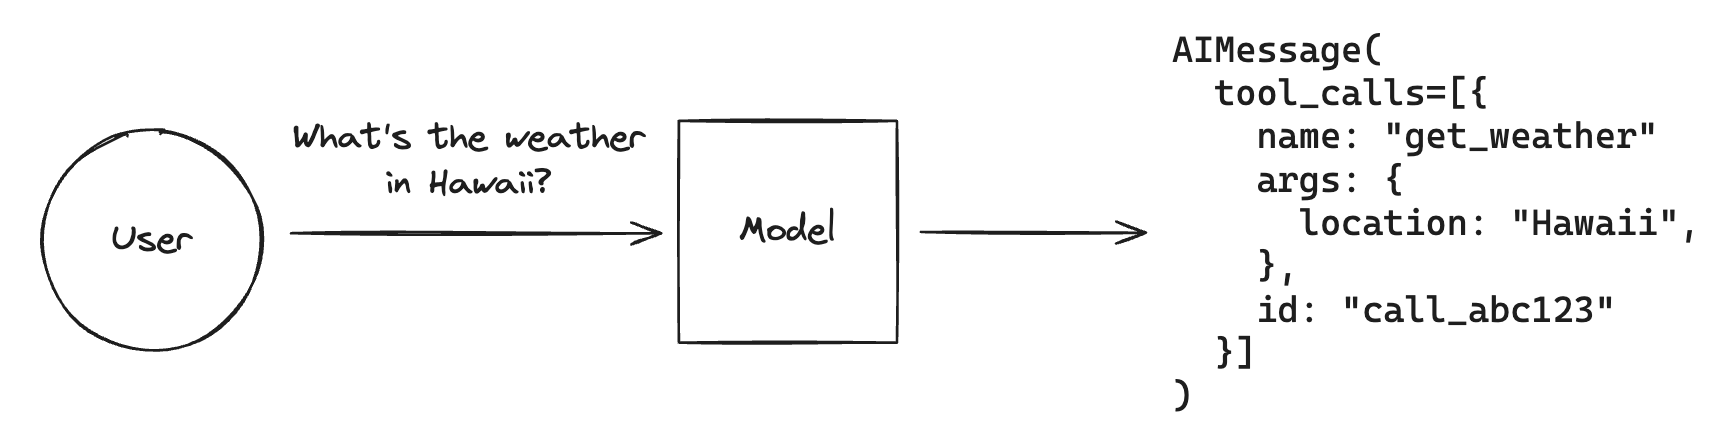 User
What's the weather
in Hawaii?
Model
AIMessage(
  tool_calls=[{
    name: "get_weather"
    args: {
      location: "Hawaii",
    },
    id: "call_abc123"
  }]
)